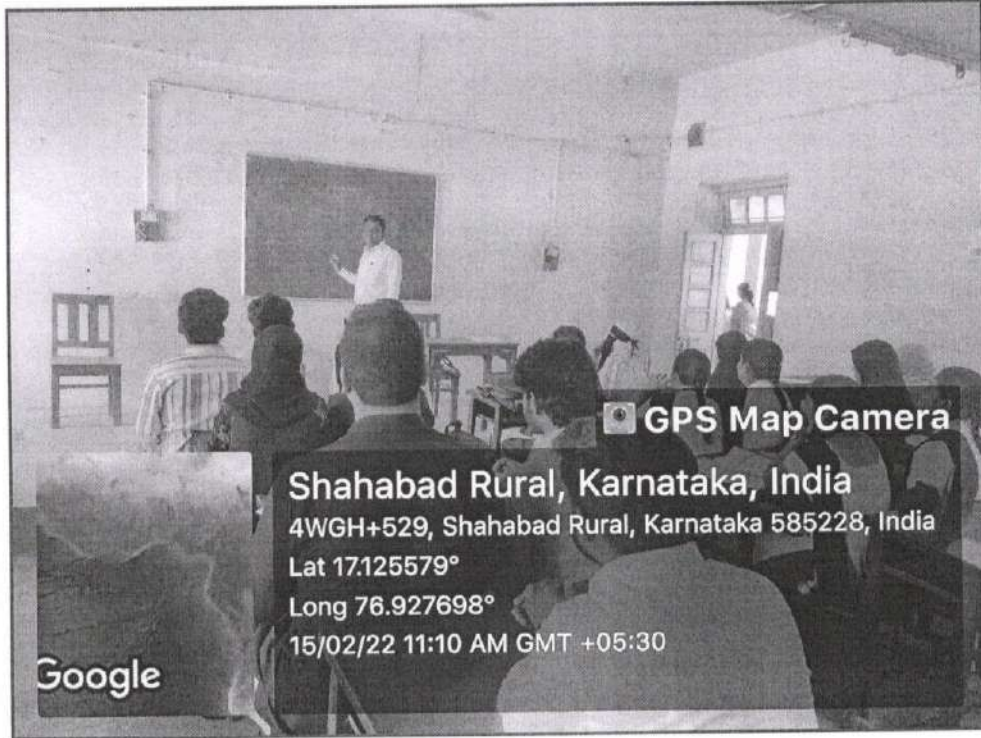 GPS Map Camera
Shahabad Rural, Karnataka, India
4WGH+529, Shahabad Rural, Karnataka 585228, India
Lat 17.125579°
Long 76.927698°
15/02/22 11:10 AM GMT +05:30
Google